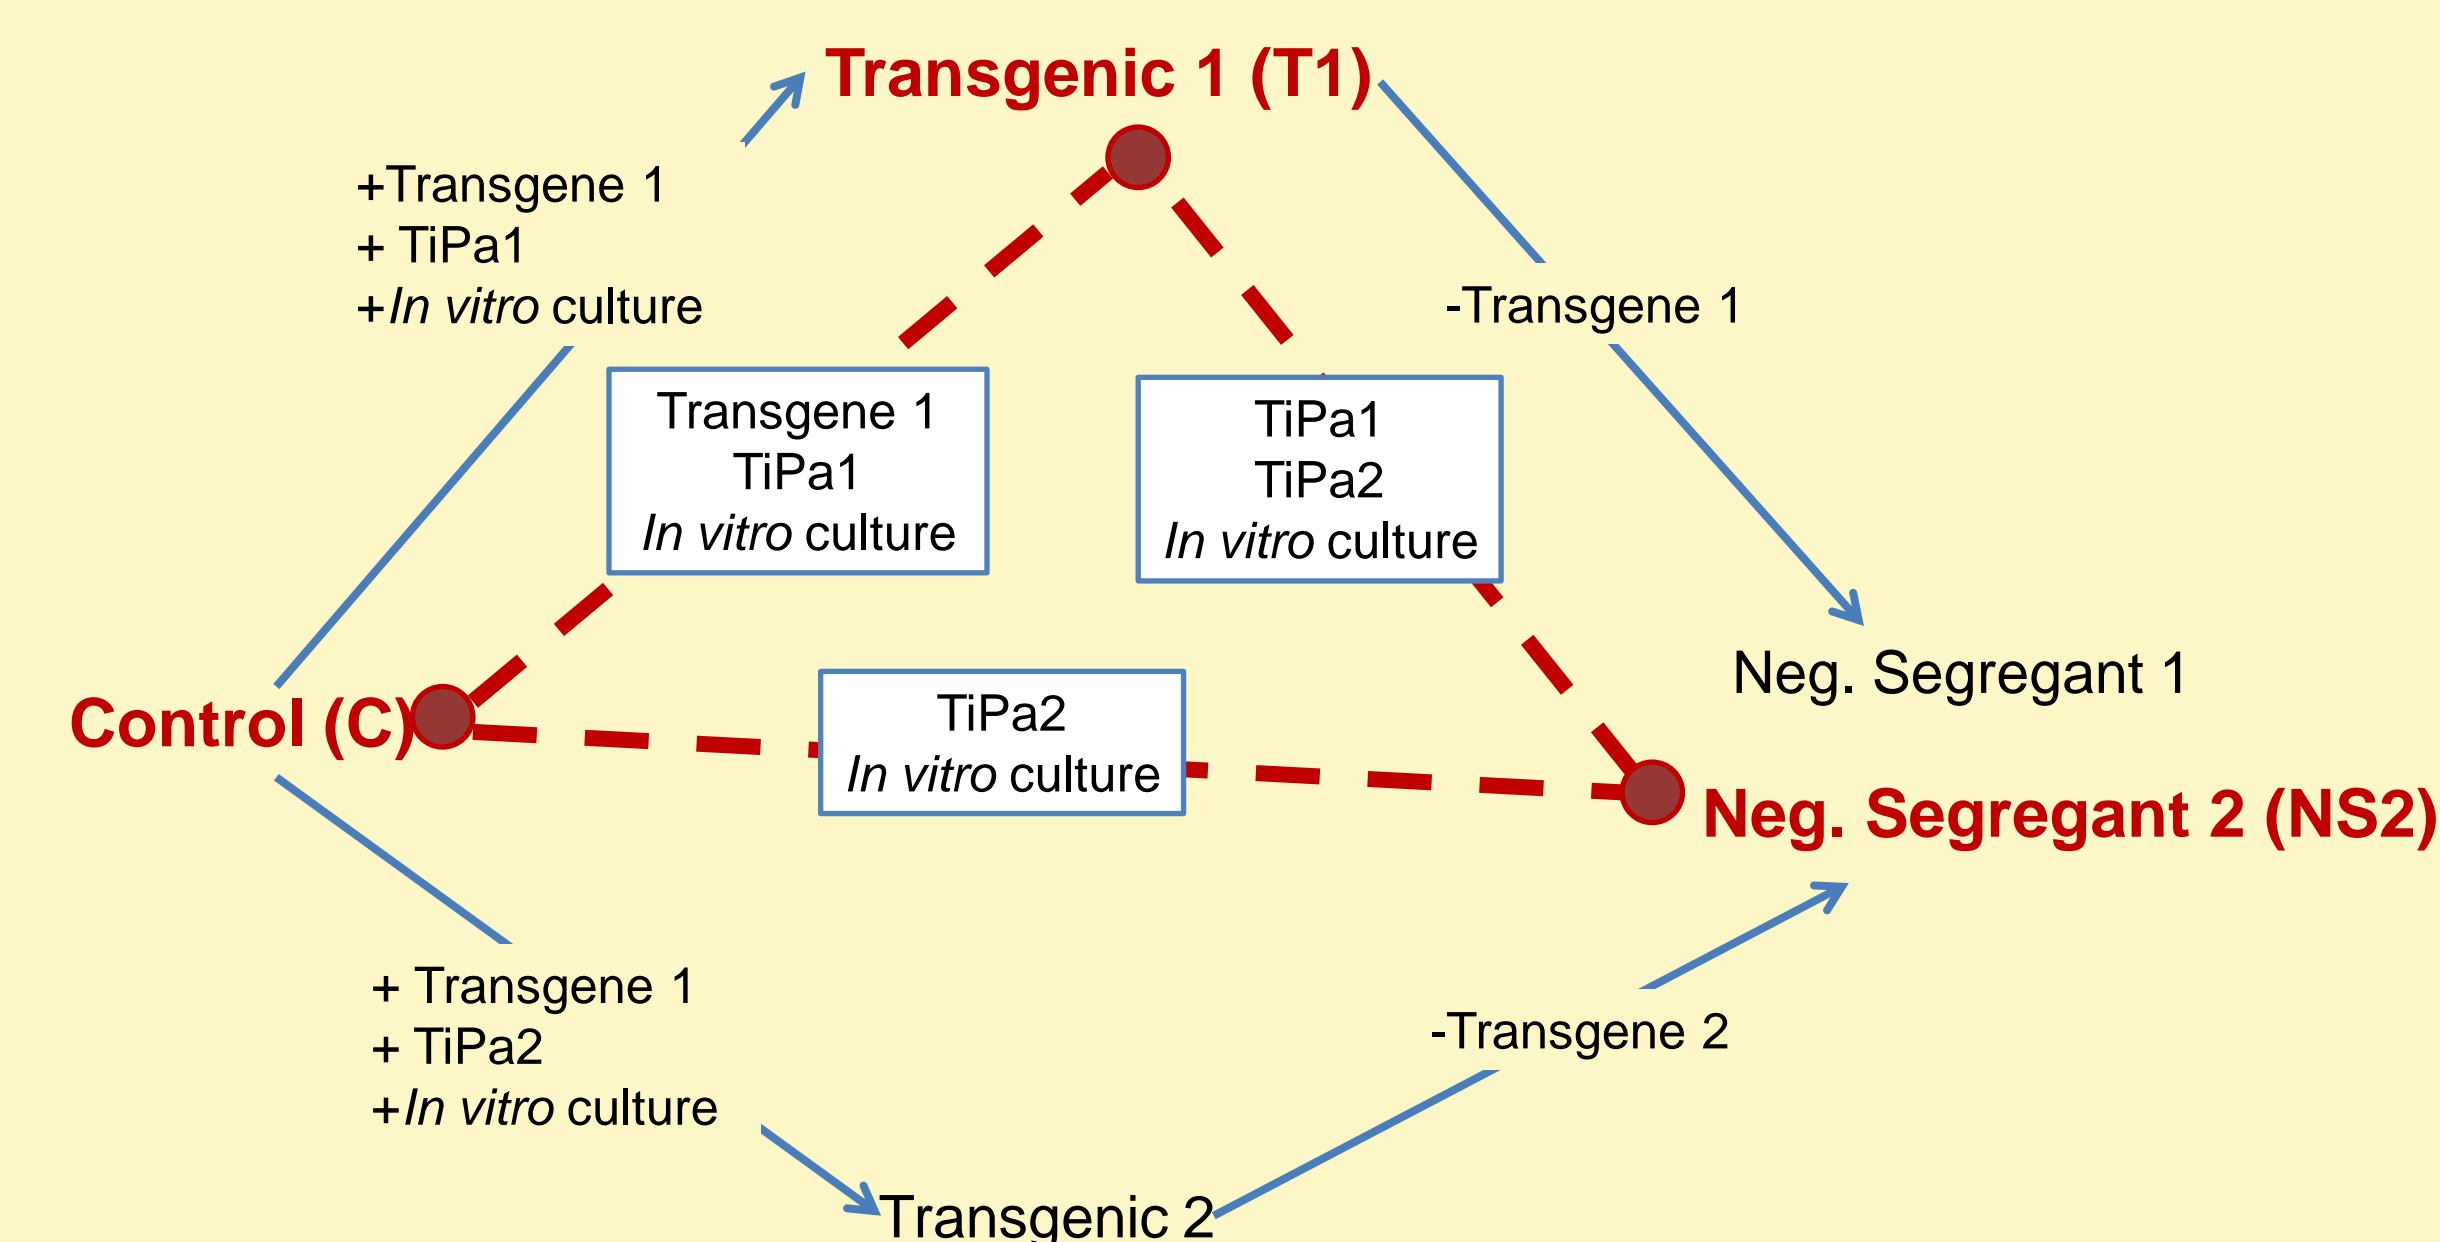 Transgenic 1 (T1)
+Transgene 1
+ TiPa1
+In vitro culture
-Transgene 1
Transgene 1
TiPa1
In vitro culture
TiPa1
TiPa2
In vitro culture
Neg. Segregant 1
Control (C)
TiPa2
In vitro culture
Neg. Segregant 2 (NS2)
+ Transgene 1
+ TiPa2
+In vitro culture
-Transgene 2
Transgenic 2